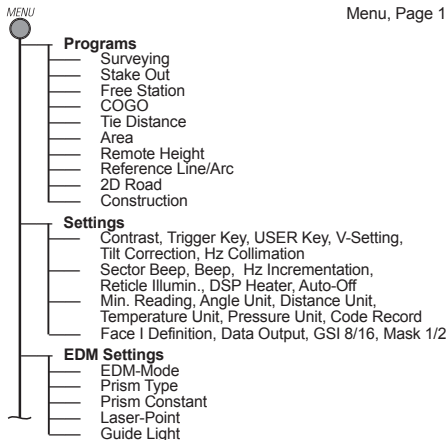 MENU
Menu, Page 1
Programs
Surveying
Stake Out
Free Station
COGO
Tie Distance
Area
Remote Height
Reference Line/Arc
2D Road
Construction
Settings
Contrast, Trigger Key, USER Key, V-Setting,
Tilt Correction, Hz Collimation
Sector Beep, Beep, Hz Incrementation,
Reticle Illumin., DSP Heater, Auto-Off
Min. Reading, Angle Unit, Distance Unit,
Temperature Unit, Pressure Unit, Code Record
Face I Definition, Data Output, GSI 8/16, Mask 1/2
EDM Settings
EDM-Mode
Prism Type
Prism Constant
Laser-Point
Guide Light